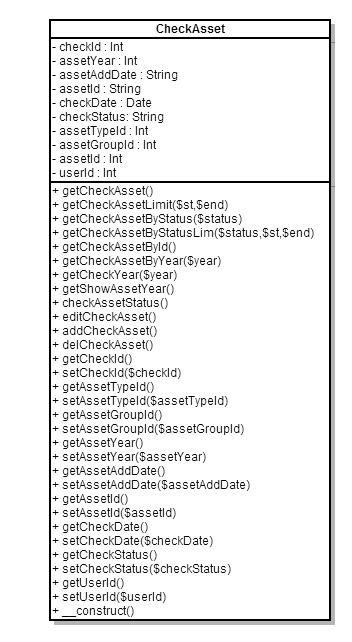 CheckAsset
- checkId : Int
- assetYear : Int
- assetAddDate : String
- assetId : String
- checkDate : Date
- checkStatus: String
- assetTypeId : Int
- assetGroupId : Int
- assetId : Int
- userId : Int
+ getCheckAsset()
+ getCheckAssetLimit($st,$end)
+ getCheckAssetByStatus($status)
+ getCheckAssetByStatusLim($status,$st,$end)
+ getCheckAssetById()
+ getCheckAssetByYear($year)
+ getCheckYear($year)
+ getShowAssetYear()
+ checkAssetStatus()
+ editCheckAsset()
+ addCheckAsset()
+ delCheckAsset()
+ getCheckId()
+ setCheckId($checkId)
+ getAssetTypeId()
+ setAssetTypeId($assetTypeId)
+ getAssetGroupId()
+ setAssetGroupId($assetGroupId)
+ getAssetYear()
+ setAssetYear($assetYear)
+ getAssetAddDate()
+ setAssetAddDate($assetAddDate)
+ getAssetId()
+ setAssetId($assetId)
+ getCheckDate()
+ setCheckDate($checkDate)
+ getCheckStatus()
+ setCheckStatus($checkStatus)
+ getUserId()
+ setUserId($userId)
+ __construct()